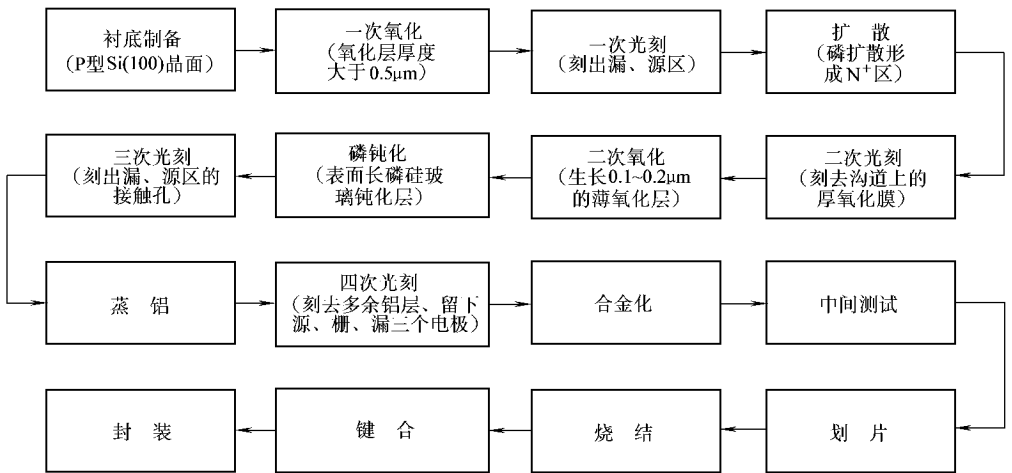 衬底制备
(P型Si(100)晶面)
一次氧化
(氧化层厚度
大于0.5μm)
一次光刻
(刻出漏、源区)
扩 散
(磷扩散形
成N⁺区)
二次光刻
(刻去沟道上的
厚氧化膜)
二次氧化
(生长0.1~0.2μm
的薄氧化层)
磷钝化
(表而长磷硅玻
璃钝化层)
三次光刻
(刻出漏、源区的
接触孔)
蒸 铝
四次光刻
(刻去多余铝层、留下
源、栅、漏三个电极)
合金化
中间测试
划 片
烧 结
键 合
封 装